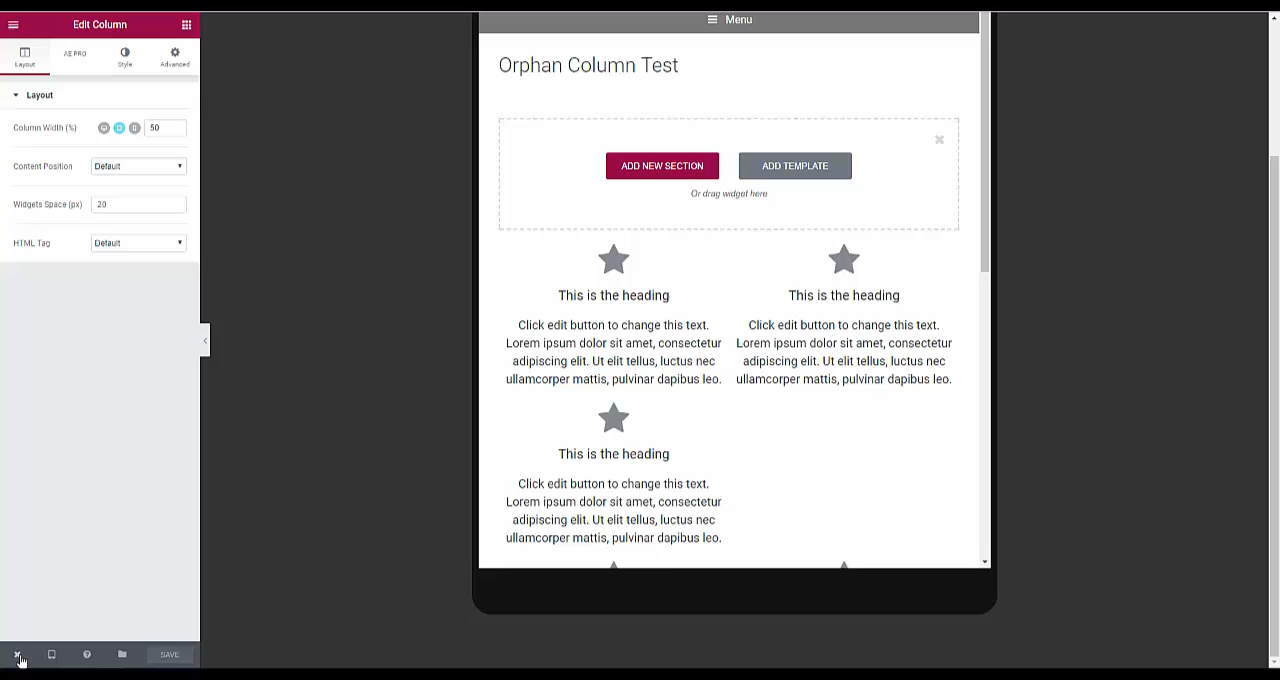 Edit Column
Layout
AE PRO
Style
Advanced
Layout
Column Width (%)
50
Content Position
Default
Widgets Space (px)
20
HTML Tag
Default
SAVE
Menu
Orphan Column Test
ADD NEW SECTION
ADD TEMPLATE
Or drag widget here
This is the heading
Click edit button to change this text.
Lorem ipsum dolor sit amet, consectetur
adipiscing elit. Ut elit tellus, luctus nec
ullamcorper mattis, pulvinar dapibus leo.
This is the heading
Click edit button to change this text.
Lorem ipsum dolor sit amet, consectetur
adipiscing elit. Ut elit tellus, luctus nec
ullamcorper mattis, pulvinar dapibus leo.
This is the heading
Click edit button to change this text.
Lorem ipsum dolor sit amet, consectetur
adipiscing elit. Ut elit tellus, luctus nec
ullamcorper mattis, pulvinar dapibus leo.